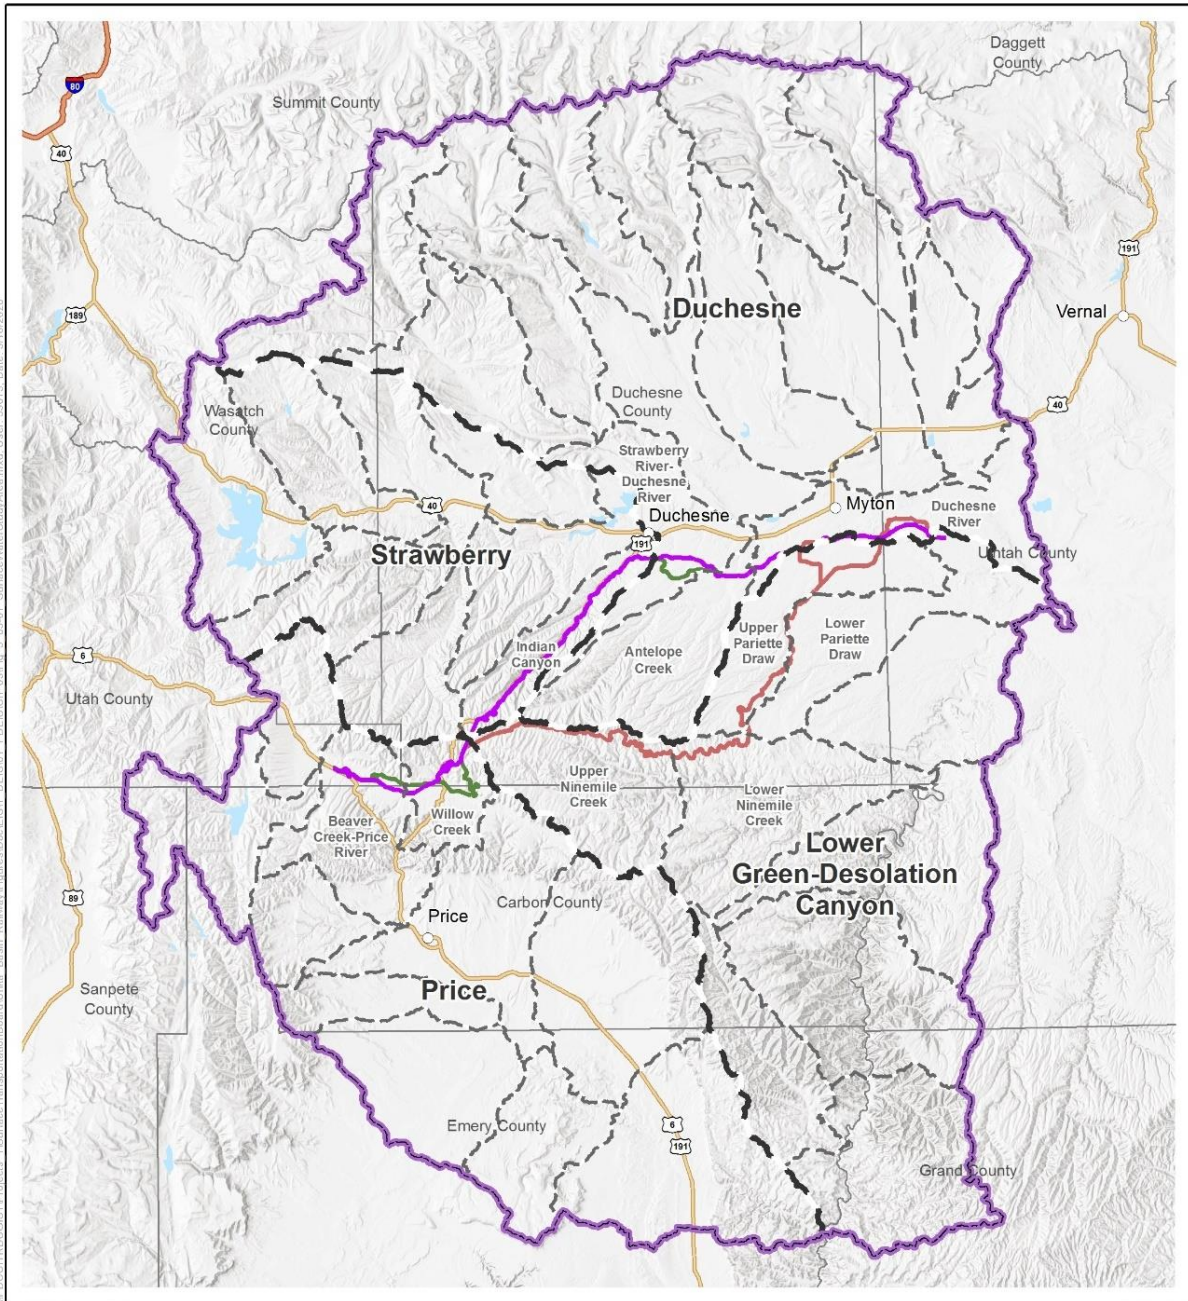 Daggett
County
Summit County
80
40
191
189
Duchesne
Vernal
40
Wasatch
County
Duchesne
County
Strawberry
River-
Duchesne
River
40
Myton
Duchesne
River
Duchesne
191
Strawberry
Uintah County
6
Utah County
Indian
Canyon
Antelope
Creek
Upper
Pariette
Draw
Lower
Pariette
Draw
Upper
Ninemile
Creek
Lower
Ninemile
Creek
Beaver
Creek-Price
River
Willow
Creek
Lower
Green-Desolation
Canyon
89
Carbon County
Price
Price
Sanpete
County
Emery County
6
191
Grand County